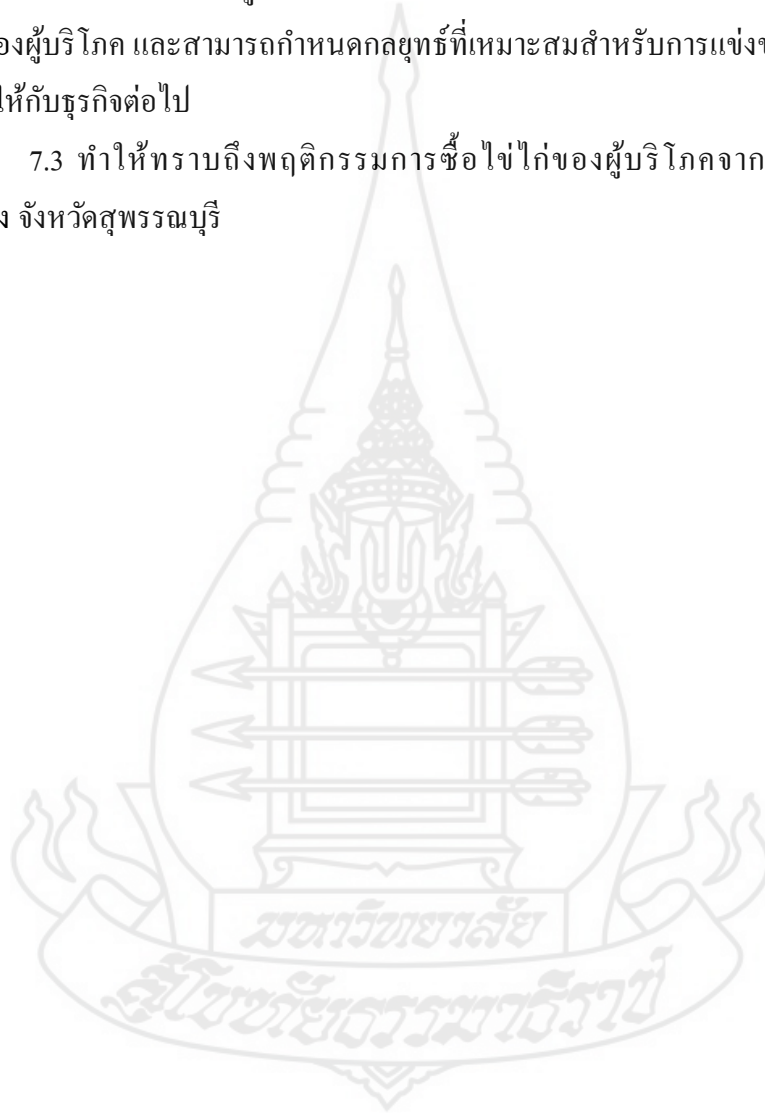 องผู้บริโภค และสามารถกำหนดกลยุทธ์ที่เหมาะสมสำหรับการแข่งข
ให้กับธุรกิจต่อไป
7.3 ทำให้ทราบถึงพฤติกรรมการซื้อไข่ไก่ของผู้บริโภคจาก
ง จังหวัดสุพรรณบุรี
มหาวิทยาลัย
สุโขทัยธรรมาธิราช